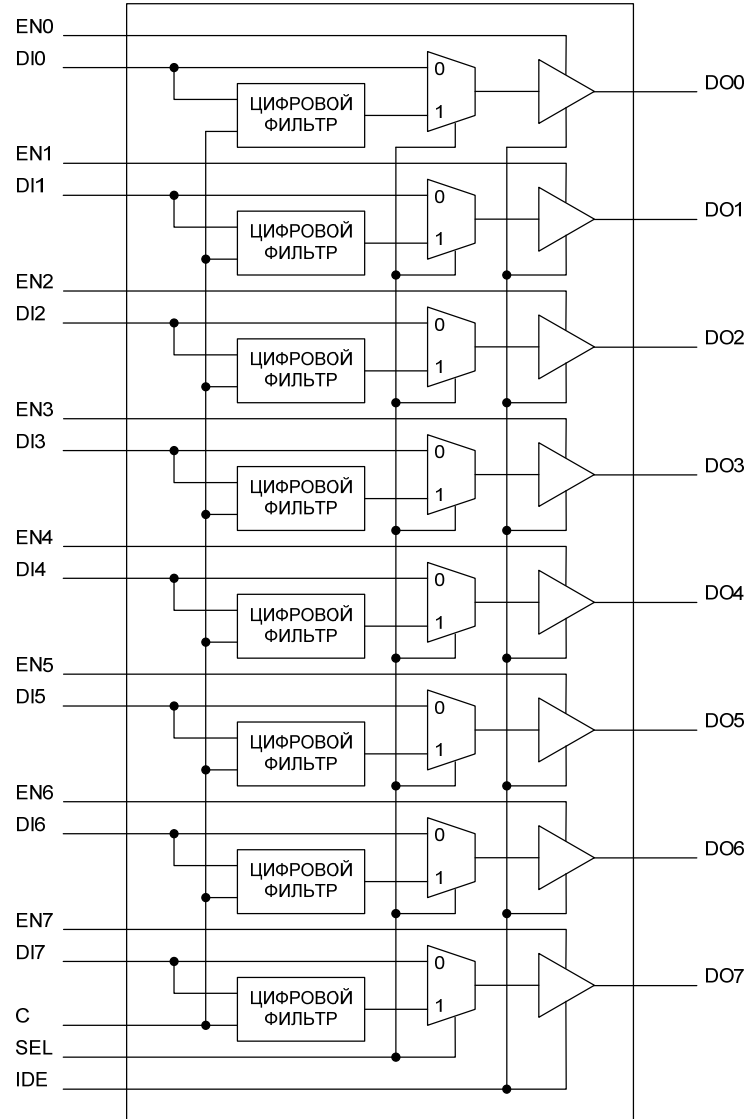 EN0
DI0
0
DO0
ЦИФРОВОЙ
ФИЛЬТР
1
EN1
DI1
0
DO1
ЦИФРОВОЙ
ФИЛЬТР
1
EN2
DI2
0
DO2
ЦИФРОВОЙ
ФИЛЬТР
1
EN3
DI3
0
DO3
ЦИФРОВОЙ
ФИЛЬТР
1
EN4
DI4
0
DO4
ЦИФРОВОЙ
ФИЛЬТР
1
EN5
DI5
0
DO5
ЦИФРОВОЙ
ФИЛЬТР
1
EN6
DI6
0
DO6
ЦИФРОВОЙ
ФИЛЬТР
1
EN7
DI7
0
DO7
ЦИФРОВОЙ
ФИЛЬТР
1
C
SEL
IDE